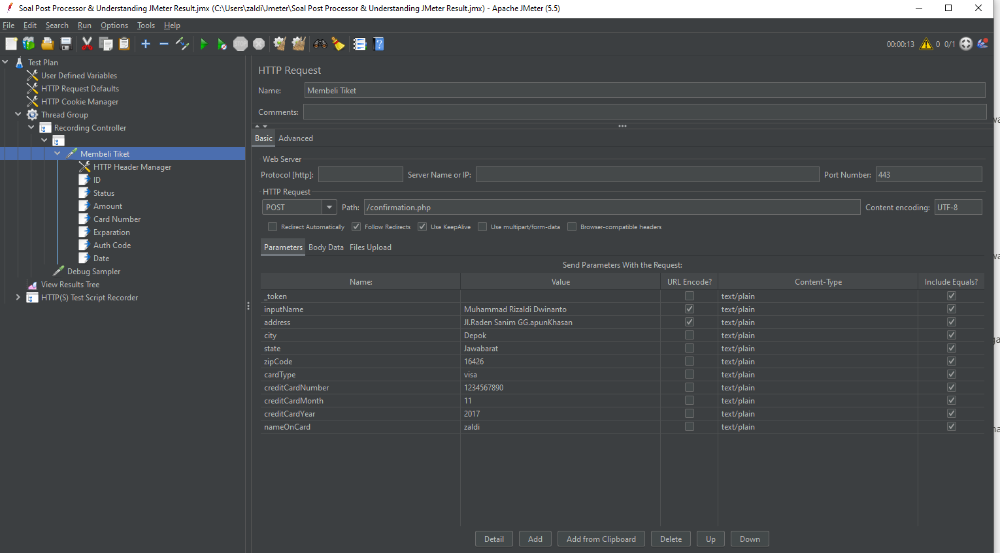 Soal Post Processor & Understanding JMeter Result.jmx (C:\Users\zaldi\Jmeter\Soal Post Processor & Understanding JMeter Result.jmx) - Apache JMeter (5.5)
File Edit Search Run Options Tools Help
STOP 00:00:13 0 0/1
Test Plan
User Defined Variables
HTTP Request Defaults
HTTP Cookie Manager
Thread Group
Recording Controller
Membeli Tiket
HTTP Header Manager
ID
Status
Amount
Card Number
Exparation
Auth Code
Date
Debug Sampler
View Results Tree
HTTP(S) Test Script Recorder
HTTP Request
Name: Membeli Tiket
Comments:
Basic Advanced
Web Server
Protocol [http]: Server Name or IP: Port Number: 443
HTTP Request
POST Path: /confirmation.php Content encoding: UTF-8
Redirect Automatically Follow Redirects Use KeepAlive Use multipart/form-data Browser-compatible headers
Parameters Body Data Files Upload
Send Parameters With the Request:
Name: Value URL Encode? Content-Type Include Equals?
_token text/plain
inputName Muhammad Rizaldi Dwinanto text/plain
address Jl.Raden Sanim GG.apunKhasan text/plain
city Depok text/plain
state Jawabarat text/plain
zipCode 16426 text/plain
cardType visa text/plain
creditCardNumber 1234567890 text/plain
creditCardMonth 11 text/plain
creditCardYear 2017 text/plain
nameOnCard zaldi text/plain
Detail Add Add from Clipboard Delete Up Down